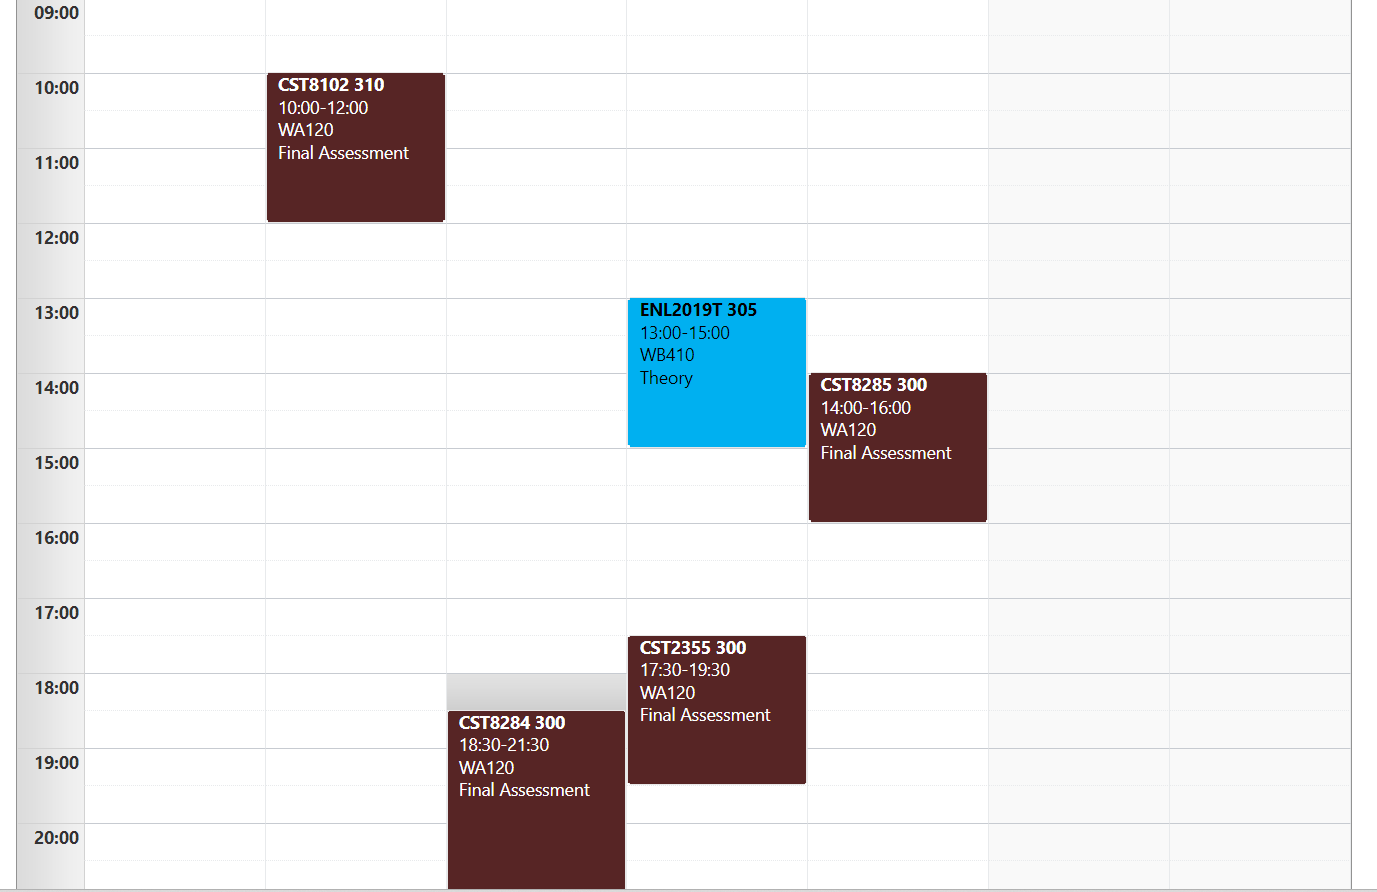 09:00
10:00
11:00
12:00
13:00
14:00
15:00
16:00
17:00
18:00
19:00
20:00
CST8102 310
10:00-12:00
WA120
Final Assessment
CST8284 300
18:30-21:30
WA120
Final Assessment
ENL2019T 305
13:00-15:00
WB410
Theory
CST2355 300
17:30-19:30
WA120
Final Assessment
CST8285 300
14:00-16:00
WA120
Final Assessment